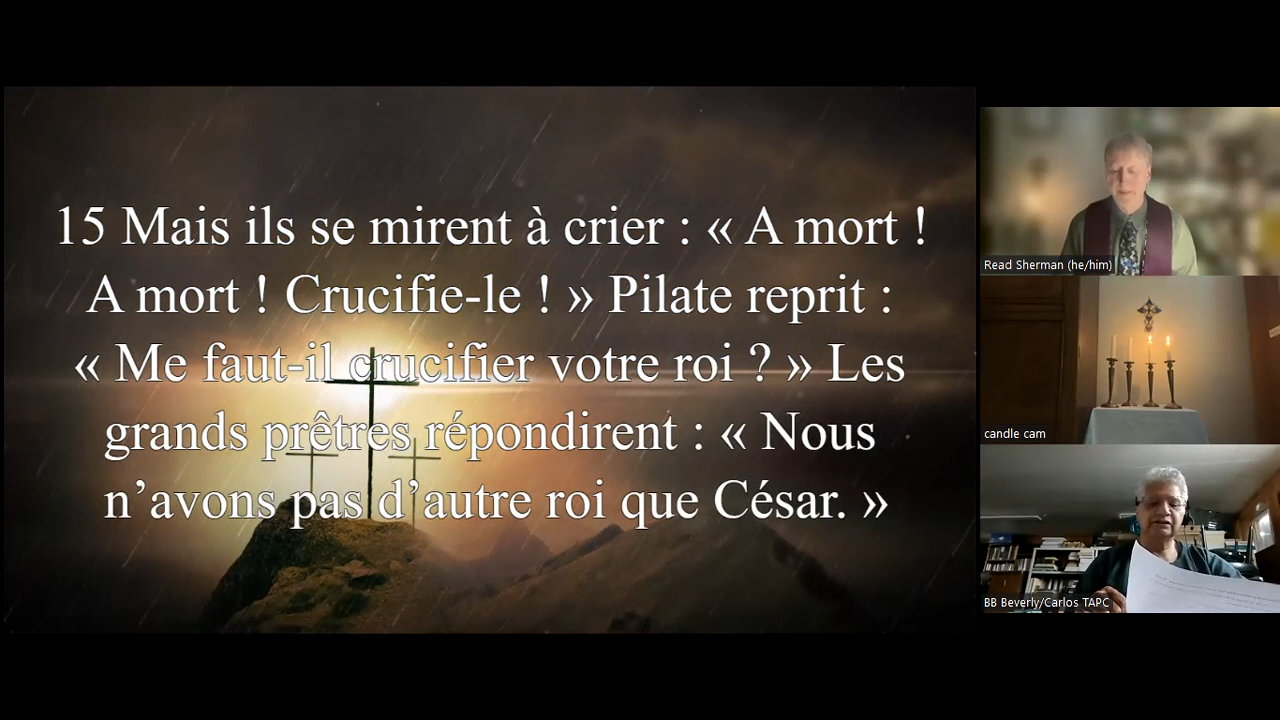 15 Mais ils se mirent à crier : « A mort !
A mort ! Crucifie-le ! » Pilate reprit :
« Me faut-il crucifier votre roi ? » Les
grands prêtres répondirent : « Nous
n’avons pas d’autre roi que César. »
Read Sherman (he/him)
candle cam
BB Beverly/Carlos TAPC